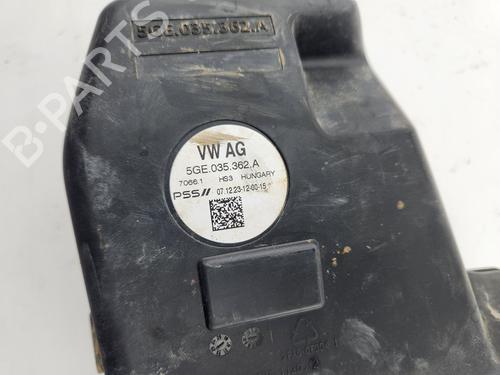 5GE.035.362.A
B-PARTS
VW AG
5GE.035.362.A
7066.1 HS3 HUNGARY
PSS 07.12.23-12-00-15